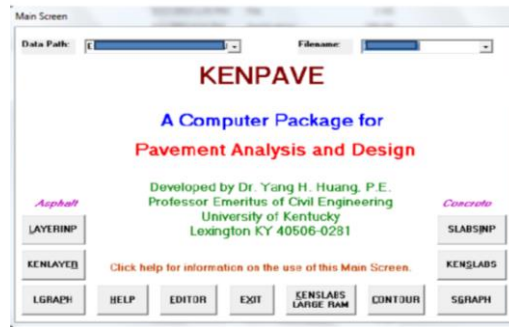 Main Screen
Data Path: C Filename:
KENPAVE
A Computer Package for
Pavement Analysis and Design
Developed by Dr. Yang H. Huang, P.E.
Professor Emeritus of Civil Engineering
University of Kentucky
Lexington KY 40506-0281
Asphalt Concrete
LAYERINP SLABSINP
KENLAYER Click help for information on the use of this Main Screen. KENSLABS
LGRAPH HELP EDITOR EXIT KENSLABS LARGE RAM CONTOUR SGRAPH